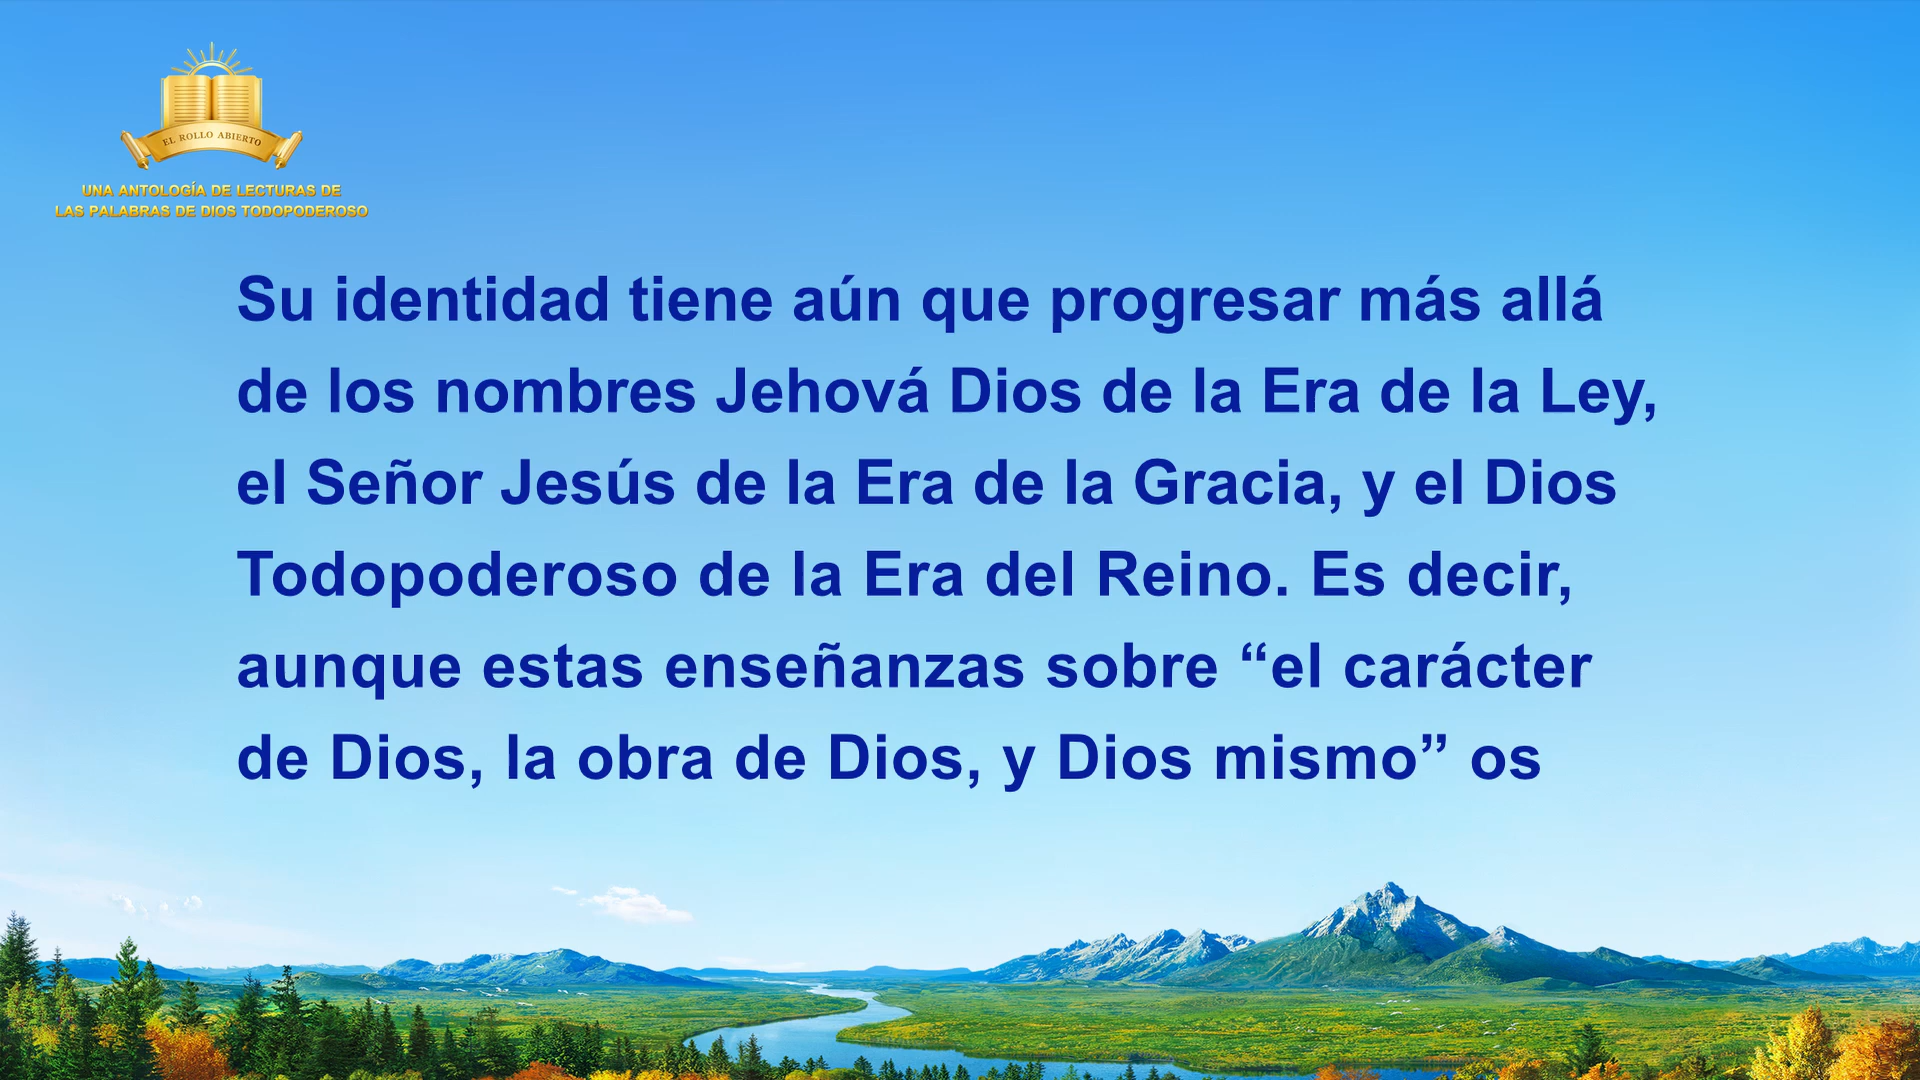 EL ROLLO ABIERTO
UNA ANTOLOGÍA DE LECTURAS DE
LAS PALABRAS DE DIOS TODOPODEROSO
Su identidad tiene aún que progresar más allá
de los nombres Jehová Dios de la Era de la Ley,
el Señor Jesús de la Era de la Gracia, y el Dios
Todopoderoso de la Era del Reino. Es decir,
aunque estas enseñanzas sobre “el carácter
de Dios, la obra de Dios, y Dios mismo” os